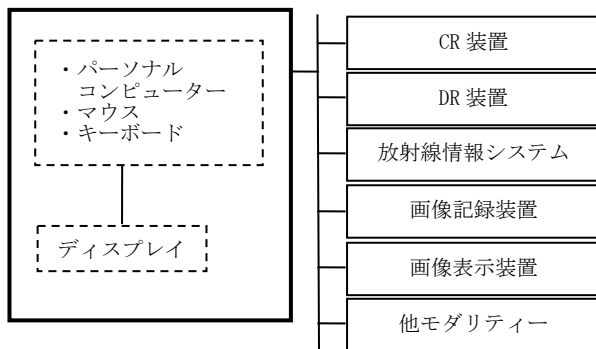 ・パーソナル
コンピューター
・マウス
・キーボード
ディスプレイ
CR 装置
DR 装置
放射線情報システム
画像記録装置
画像表示装置
他モダリティー